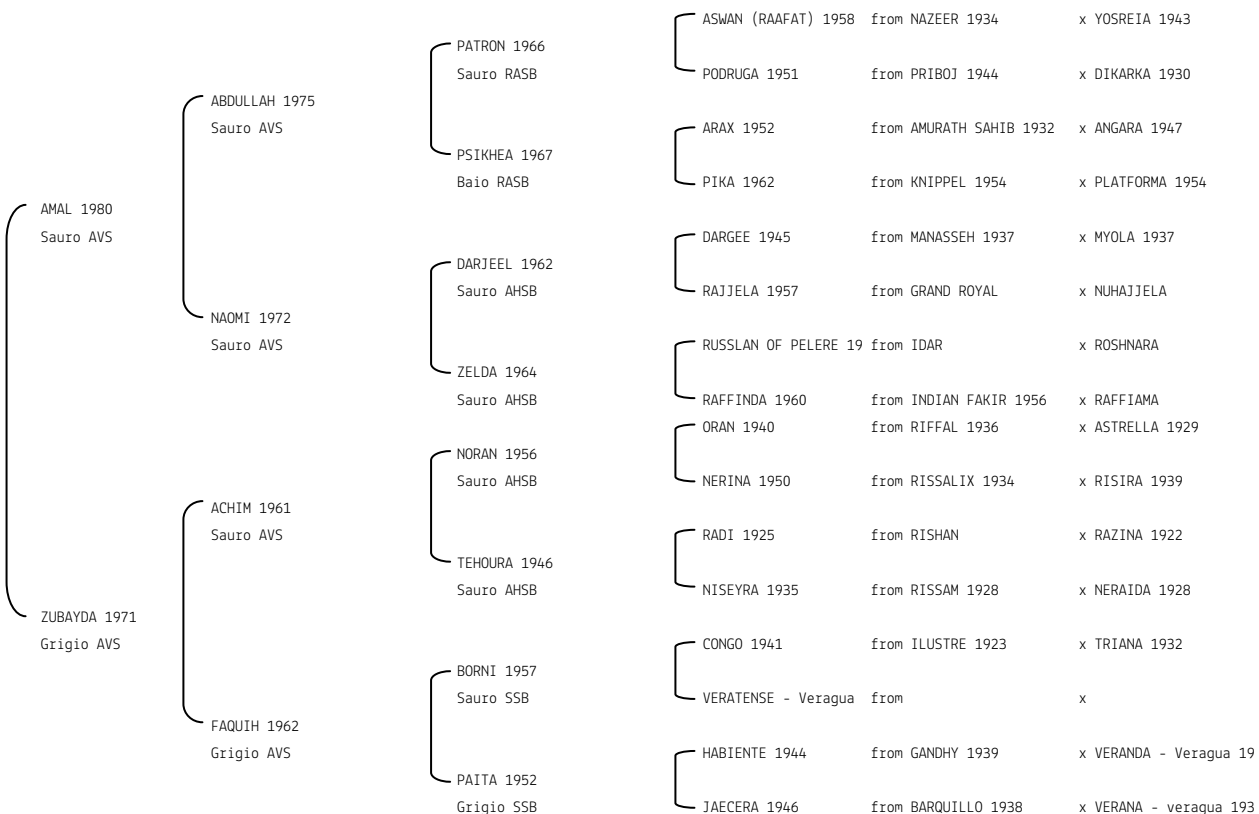 ASWAN (RAAFAT) 1958 from NAZEER 1934 x YOSREIA 1943
PATRON 1966
Sauro RASB
PODRUGA 1951 from PRIBOJ 1944 x DIKARKA 1930
ABDULLAH 1975
Sauro AVS
ARAX 1952 from AMURATH SAHIB 1932 x ANGARA 1947
PSIKHEA 1967
Baio RASB
PIKA 1962 from KNIPPEL 1954 x PLATFORMA 1954
AMAL 1980
Sauro AVS
DARGEE 1945 from MANASSEH 1937 x MYOLA 1937
DARJEEL 1962
Sauro AHSB
RAJJELA 1957 from GRAND ROYAL x NUHAJJELA
NAOMI 1972
Sauro AVS
RUSSLAN OF PELERE 19 from IDAR x ROSHNARA
ZELDA 1964
Sauro AHSB
RAFFINDA 1960 from INDIAN FAKIR 1956 x RAFFIAMA
ORAN 1940 from RIFFAL 1936 x ASTRELLA 1929
NORAN 1956
Sauro AHSB
NERINA 1950 from RISSALIX 1934 x RISIRA 1939
ACHIM 1961
Sauro AVS
RADI 1925 from RISHAN x RAZINA 1922
TEHOURA 1946
Sauro AHSB
NISEYRA 1935 from RISSAM 1928 x NERAIDA 1928
ZUBAYDA 1971
Grigio AVS
CONGO 1941 from ILUSTRE 1923 x TRIANA 1932
BORNI 1957
Sauro SSB
VERATENSE - Veragua from x
FAQUIH 1962
Grigio AVS
HABIENTE 1944 from GANDHY 1939 x VERANDA - Veragua 19
PAITA 1952
Grigio SSB
JAECERA 1946 from BARQUILLO 1938 x VERANA - veragua 193